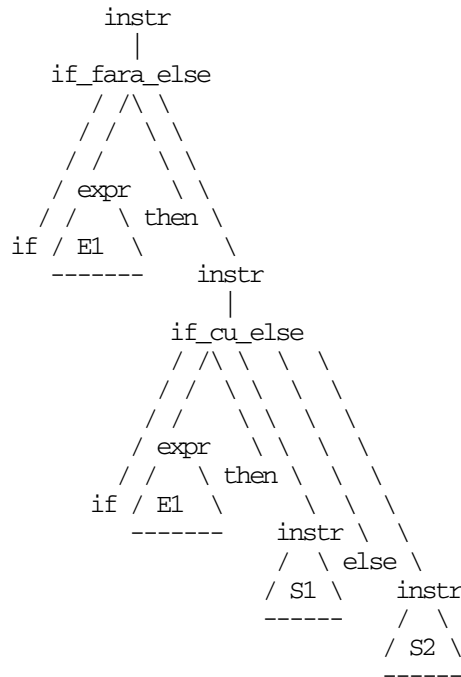 instr
if_fara_else
expr
then
if E1
instr
if_cu_else
expr
then
if E1
instr
else
S1 instr
S2